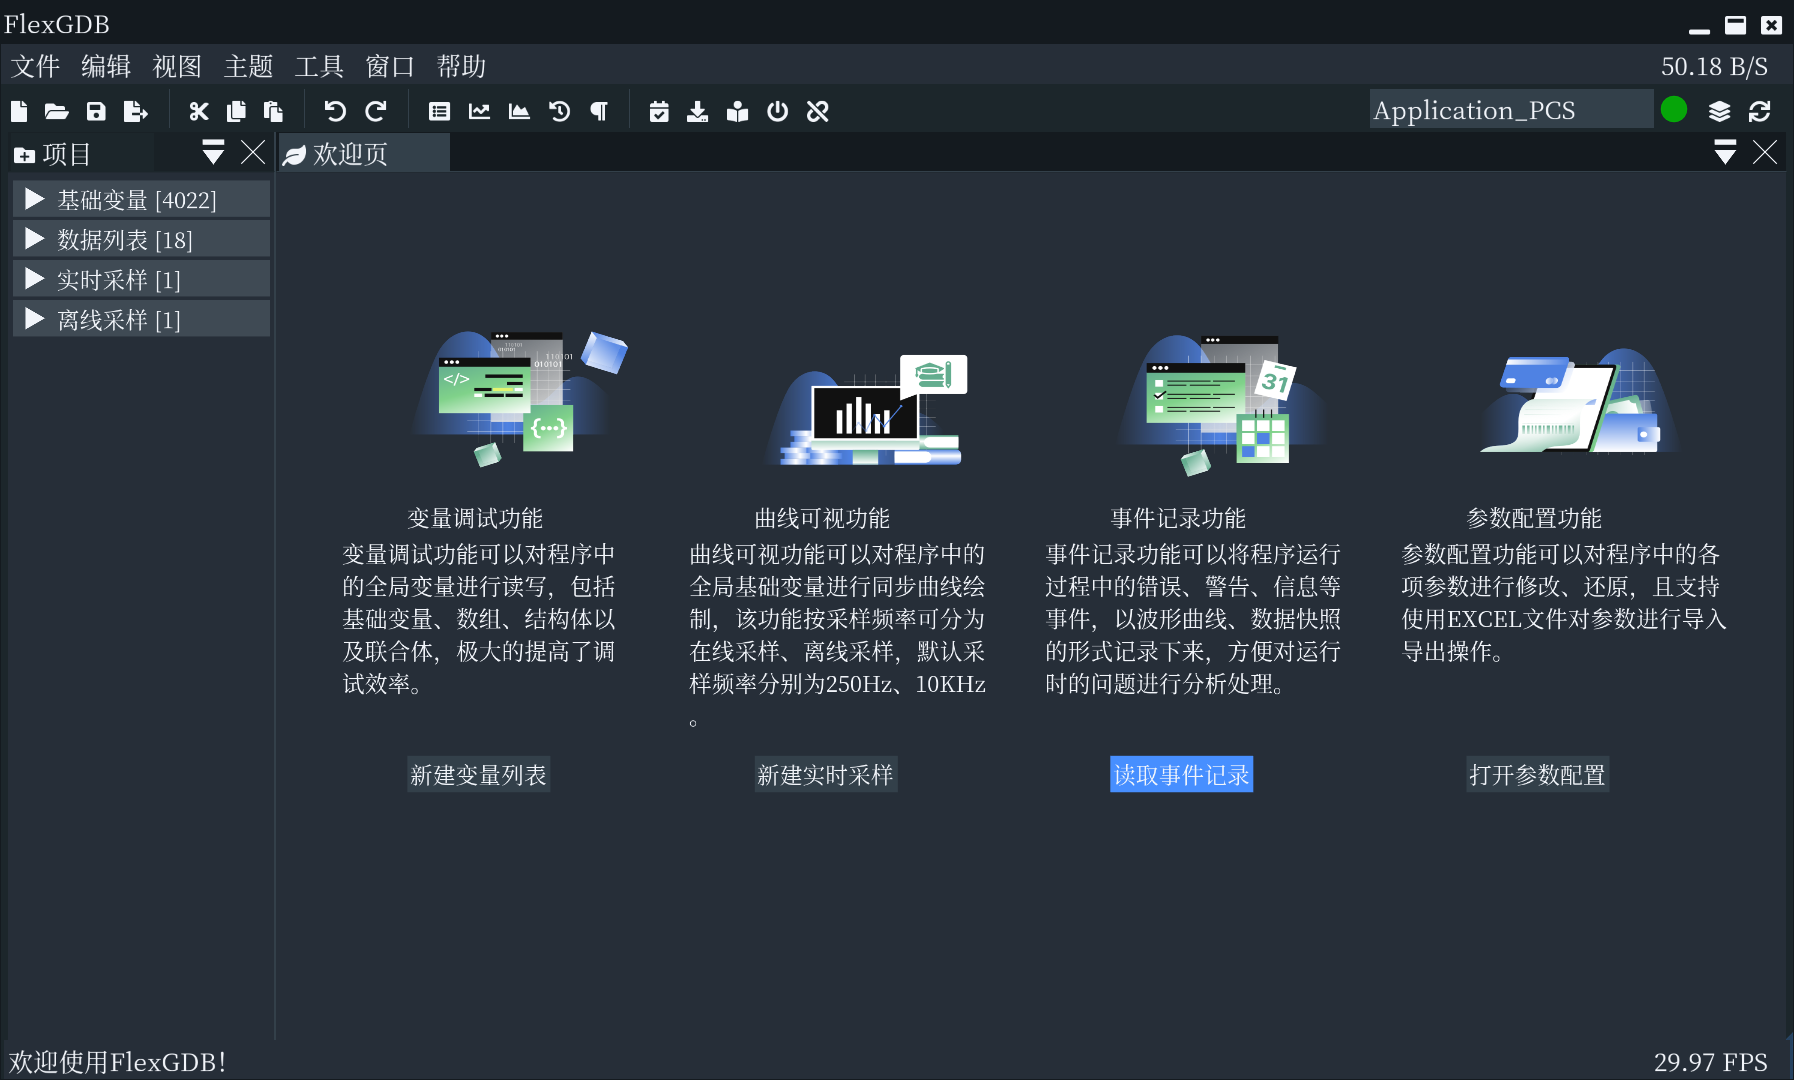 FlexGDB
文件 编辑 视图 主题 工具 窗口 帮助
50.18 B/S
Application_PCS
项目
欢迎页
基础变量 [4022]
数据列表 [18]
实时采样 [1]
离线采样 [1]
110101
010101
110101
010101
</>
{...}
31
变量调试功能
变量调试功能可以对程序中
的全局变量进行读写，包括
基础变量、数组、结构体以
及联合体，极大的提高了调
试效率。
新建变量列表
曲线可视功能
曲线可视功能可以对程序中的
全局基础变量进行同步曲线绘
制，该功能按采样频率可分为
在线采样、离线采样，默认采
样频率分别为250Hz、10KHz
。
新建实时采样
事件记录功能
事件记录功能可以将程序运行
过程中的错误、警告、信息等
事件，以波形曲线、数据快照
的形式记录下来，方便对运行
时的问题进行分析处理。
读取事件记录
参数配置功能
参数配置功能可以对程序中的各
项参数进行修改、还原，且支持
使用EXCEL文件对参数进行导入
导出操作。
打开参数配置
欢迎使用FlexGDB！
29.97 FPS